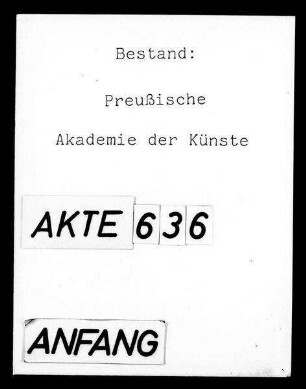 Bestand:
Preußische
Akademie der Künste
AKTE 636
ANFANG